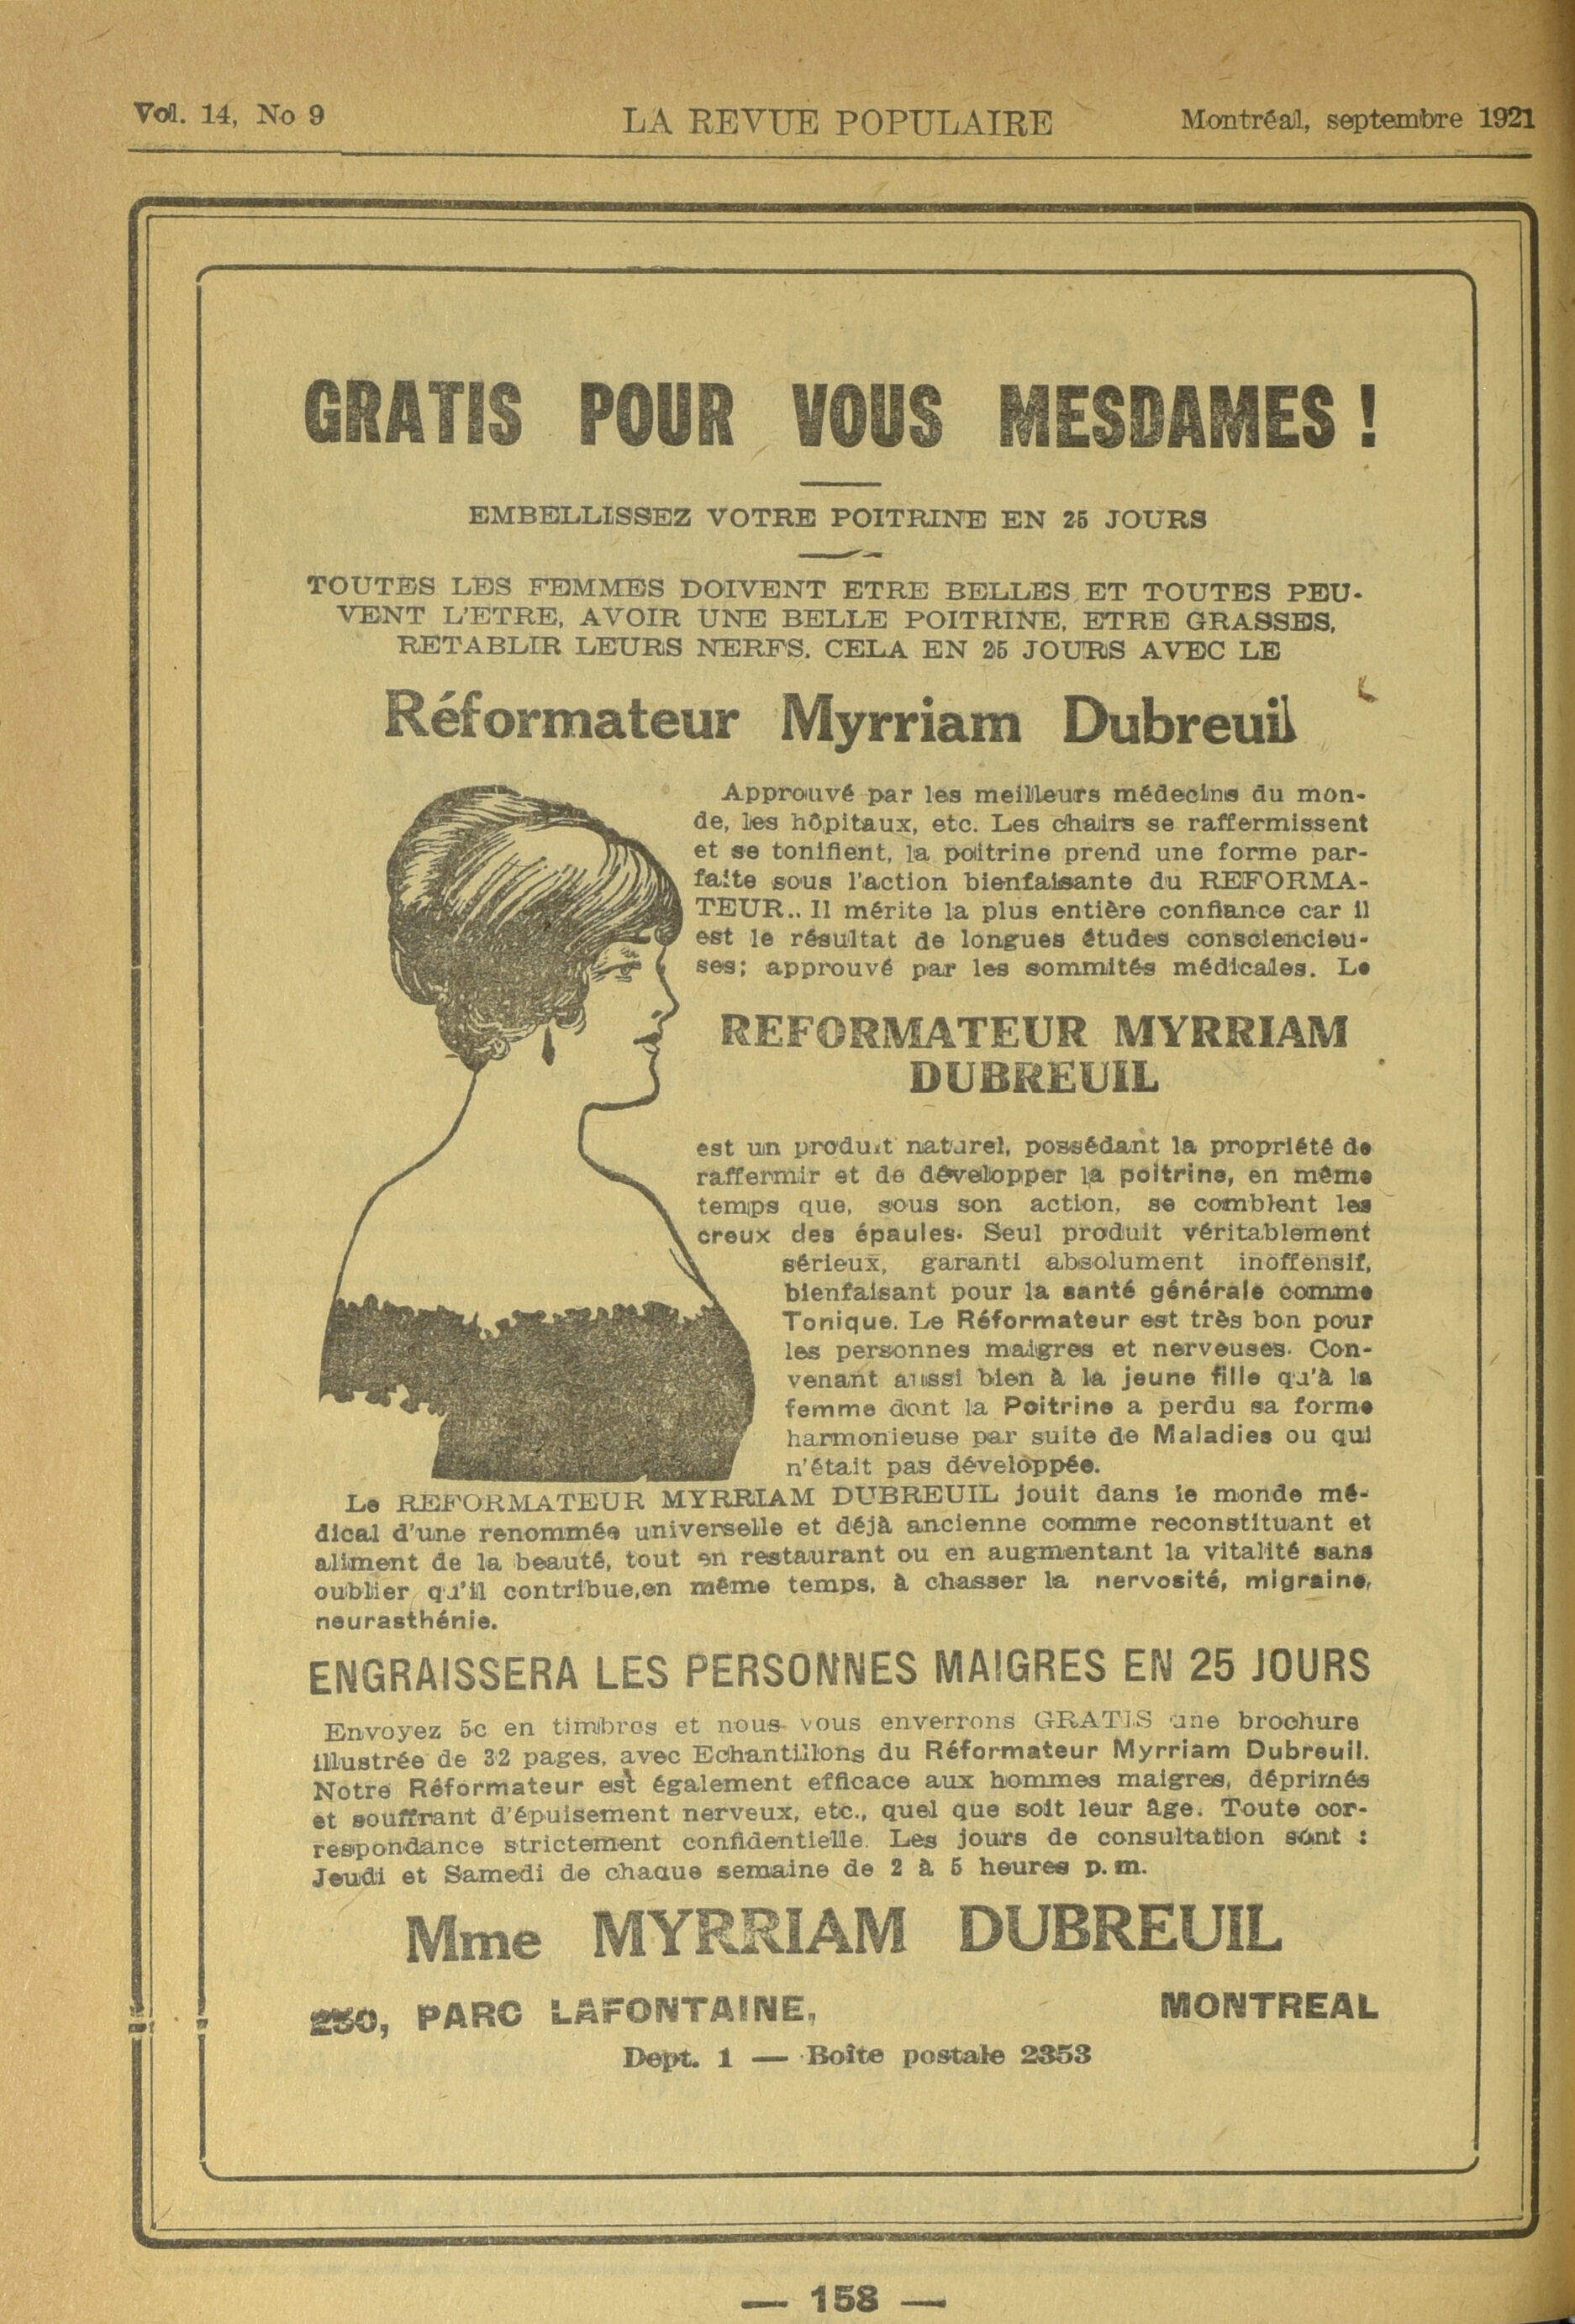 Vol. 14, No 9 LA REVUE POPULAIRE Montréal, septembre 1921
GRATIS POUR VOUS MESDAMES !
EMBELLISSEZ VOTRE POITRINE EN 25 JOURS
TOUTES LES FEMMES DOIVENT ETRE BELLES ET TOUTES PEU-
VENT L'ETRE, AVOIR UNE BELLE POITRINE, ETRE GRASSES,
RETABLIR LEURS NERFS. CELA EN 25 JOURS AVEC LE
Réformateur Myrriam Dubreuil
Approuvé par les meilleurs médecins du mon-
de, les hôpitaux, etc. Les chairs se raffermissent
et se tonifient, la poitrine prend une forme par-
faite sous l'action bienfaisante du REFORMA-
TEUR.. Il mérite la plus entière confiance car il
est le résultat de longues études consciencieu-
ses; approuvé par les sommités médicales. Le
REFORMATEUR MYRRIAM
DUBREUIL
est un produit naturel, possédant la propriété de
raffermir et de développer la poitrine, en même
temps que, sous son action, se comblent les
creux des épaules. Seul produit véritablement
sérieux, garanti absolument inoffensif,
bienfaisant pour la santé générale comme
Tonique. Le Réformateur est très bon pour
les personnes maigres et nerveuses. Con-
venant aussi bien à la jeune fille qu'à la
femme dont la Poitrine a perdu sa forme
harmonieuse par suite de Maladies ou qui
n'était pas développée.
Le REFORMATEUR MYRRIAM DUBREUIL jouit dans le monde mé-
dical d'une renommée universelle et déjà ancienne comme reconstituant et
aliment de la beauté, tout en restaurant ou en augmentant la vitalité sans
oublier qu'il contribue,en même temps, à chasser la nervosité, migraine,
neurasthénie.
ENGRAISSERA LES PERSONNES MAIGRES EN 25 JOURS
Envoyez 5c en timbres et nous vous enverrons GRATIS une brochure
illustrée de 32 pages, avec Echantillons du Réformateur Myrriam Dubreuil.
Notre Réformateur est également efficace aux hommes maigres, déprimés
et souffrant d'épuisement nerveux, etc., quel que soit leur âge. Toute cor-
respondance strictement confidentielle. Les jours de consultation sont :
Jeudi et Samedi de chaque semaine de 2 à 5 heures p. m.
Mme MYRRIAM DUBREUIL
250, PARC LAFONTAINE, MONTREAL
Dept. 1 — Boîte postale 2353
— 158 —